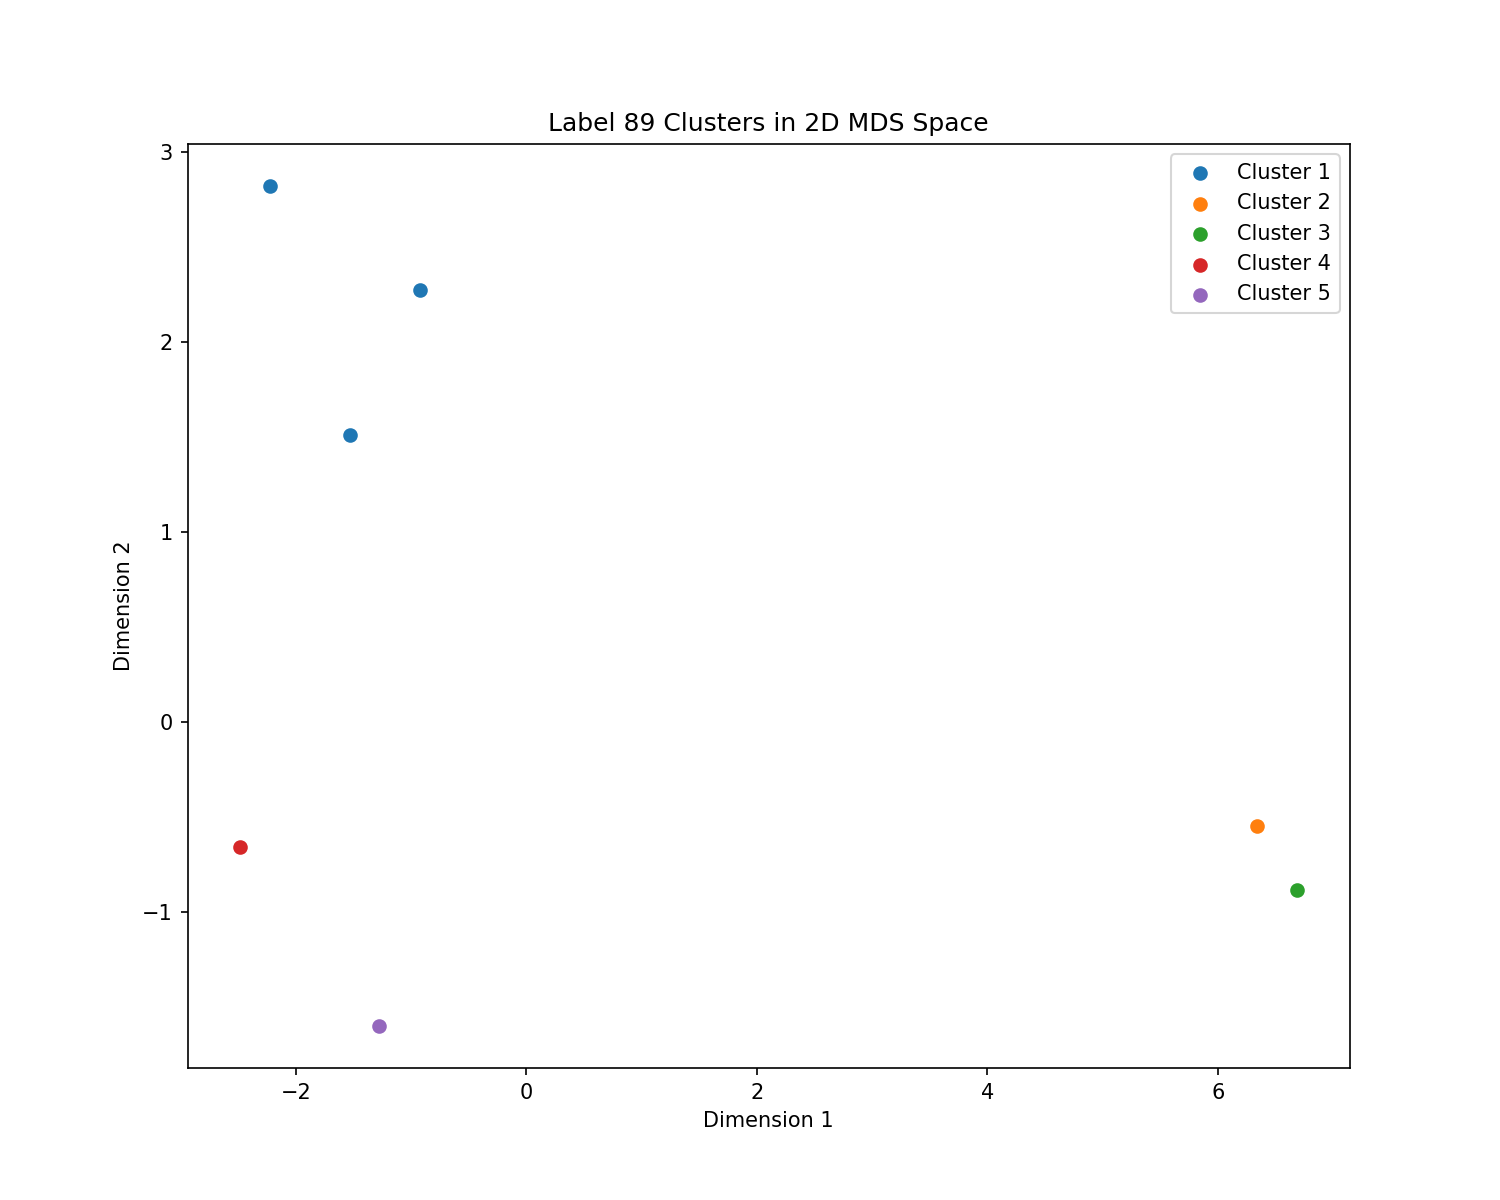 Label 89 Clusters in 2D MDS Space
Cluster 1
Cluster 2
Cluster 3
Cluster 4
Cluster 5
3
2
1
0
−1
Dimension 2
−2
0
2
4
6
Dimension 1